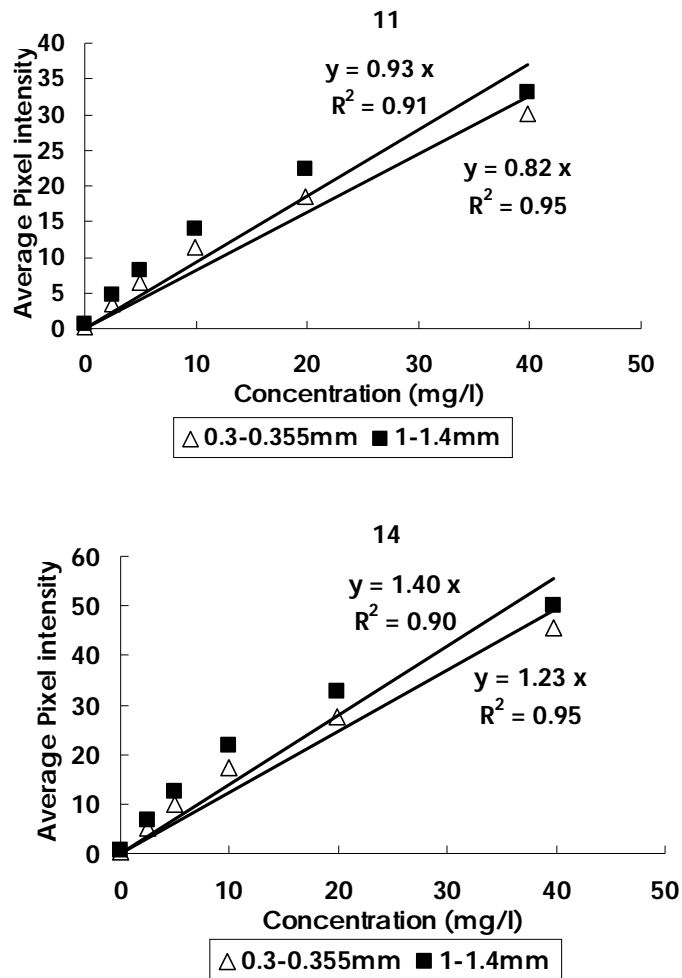 11
40
35
30
25
20
15
10
5
0
Average Pixel intensity
y = 0.93 x
R² = 0.91
y = 0.82 x
R² = 0.95
0 10 20 30 40 50
Concentration (mg/l)
△ 0.3-0.355mm ■ 1-1.4mm
14
60
50
40
30
20
10
0
Average Pixel intensity
y = 1.40 x
R² = 0.90
y = 1.23 x
R² = 0.95
0 10 20 30 40 50
Concentration (mg/l)
△ 0.3-0.355mm ■ 1-1.4mm